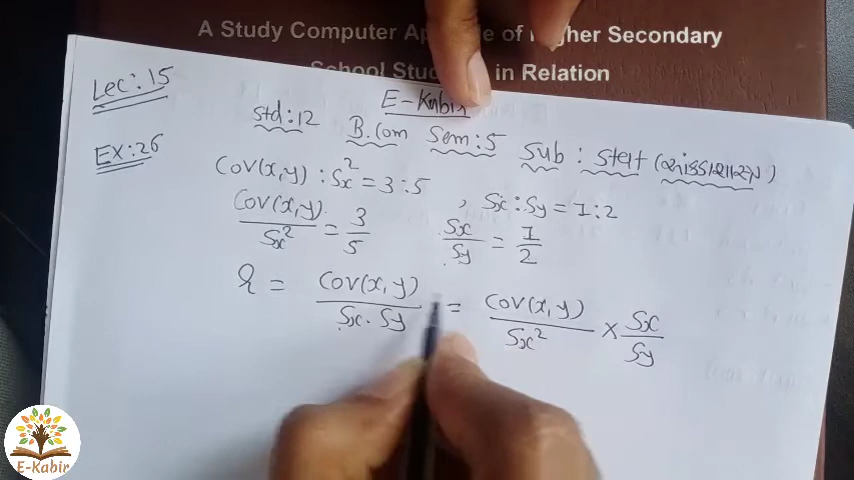 A Study Computer Ap e of gher Secondary
School Stud in Relation
Lec:15
E-Kabir
Std:12 B.Com Sem:5 Sub : Stat
Ex:26
Cov(x,y) : Sx² = 3:5 , Sx:Sy = 1:2
Cov(x,y)/Sx² = 3/5 Sx/Sy = 1/2
r = Cov(x,y)/Sx.Sy = Cov(x,y)/Sx² × Sx/Sy
E-Kabir